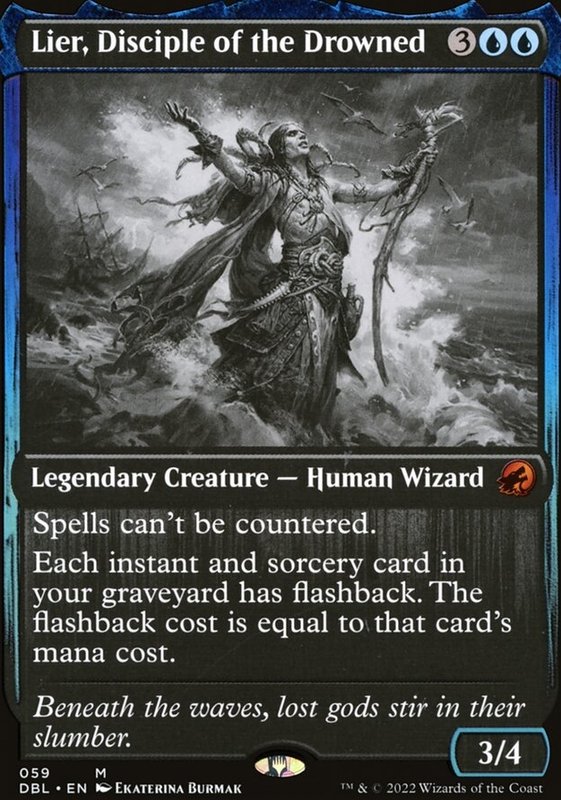 Lier, Disciple of the Drowned 3
Legendary Creature — Human Wizard
Spells can't be countered.
Each instant and sorcery card in
your graveyard has flashback. The
flashback cost is equal to that card's
mana cost.
Beneath the waves, lost gods stir in their
slumber.
3/4
059 M
DBL • EN Ekaterina Burmak
™ & © 2022 Wizards of the Coast